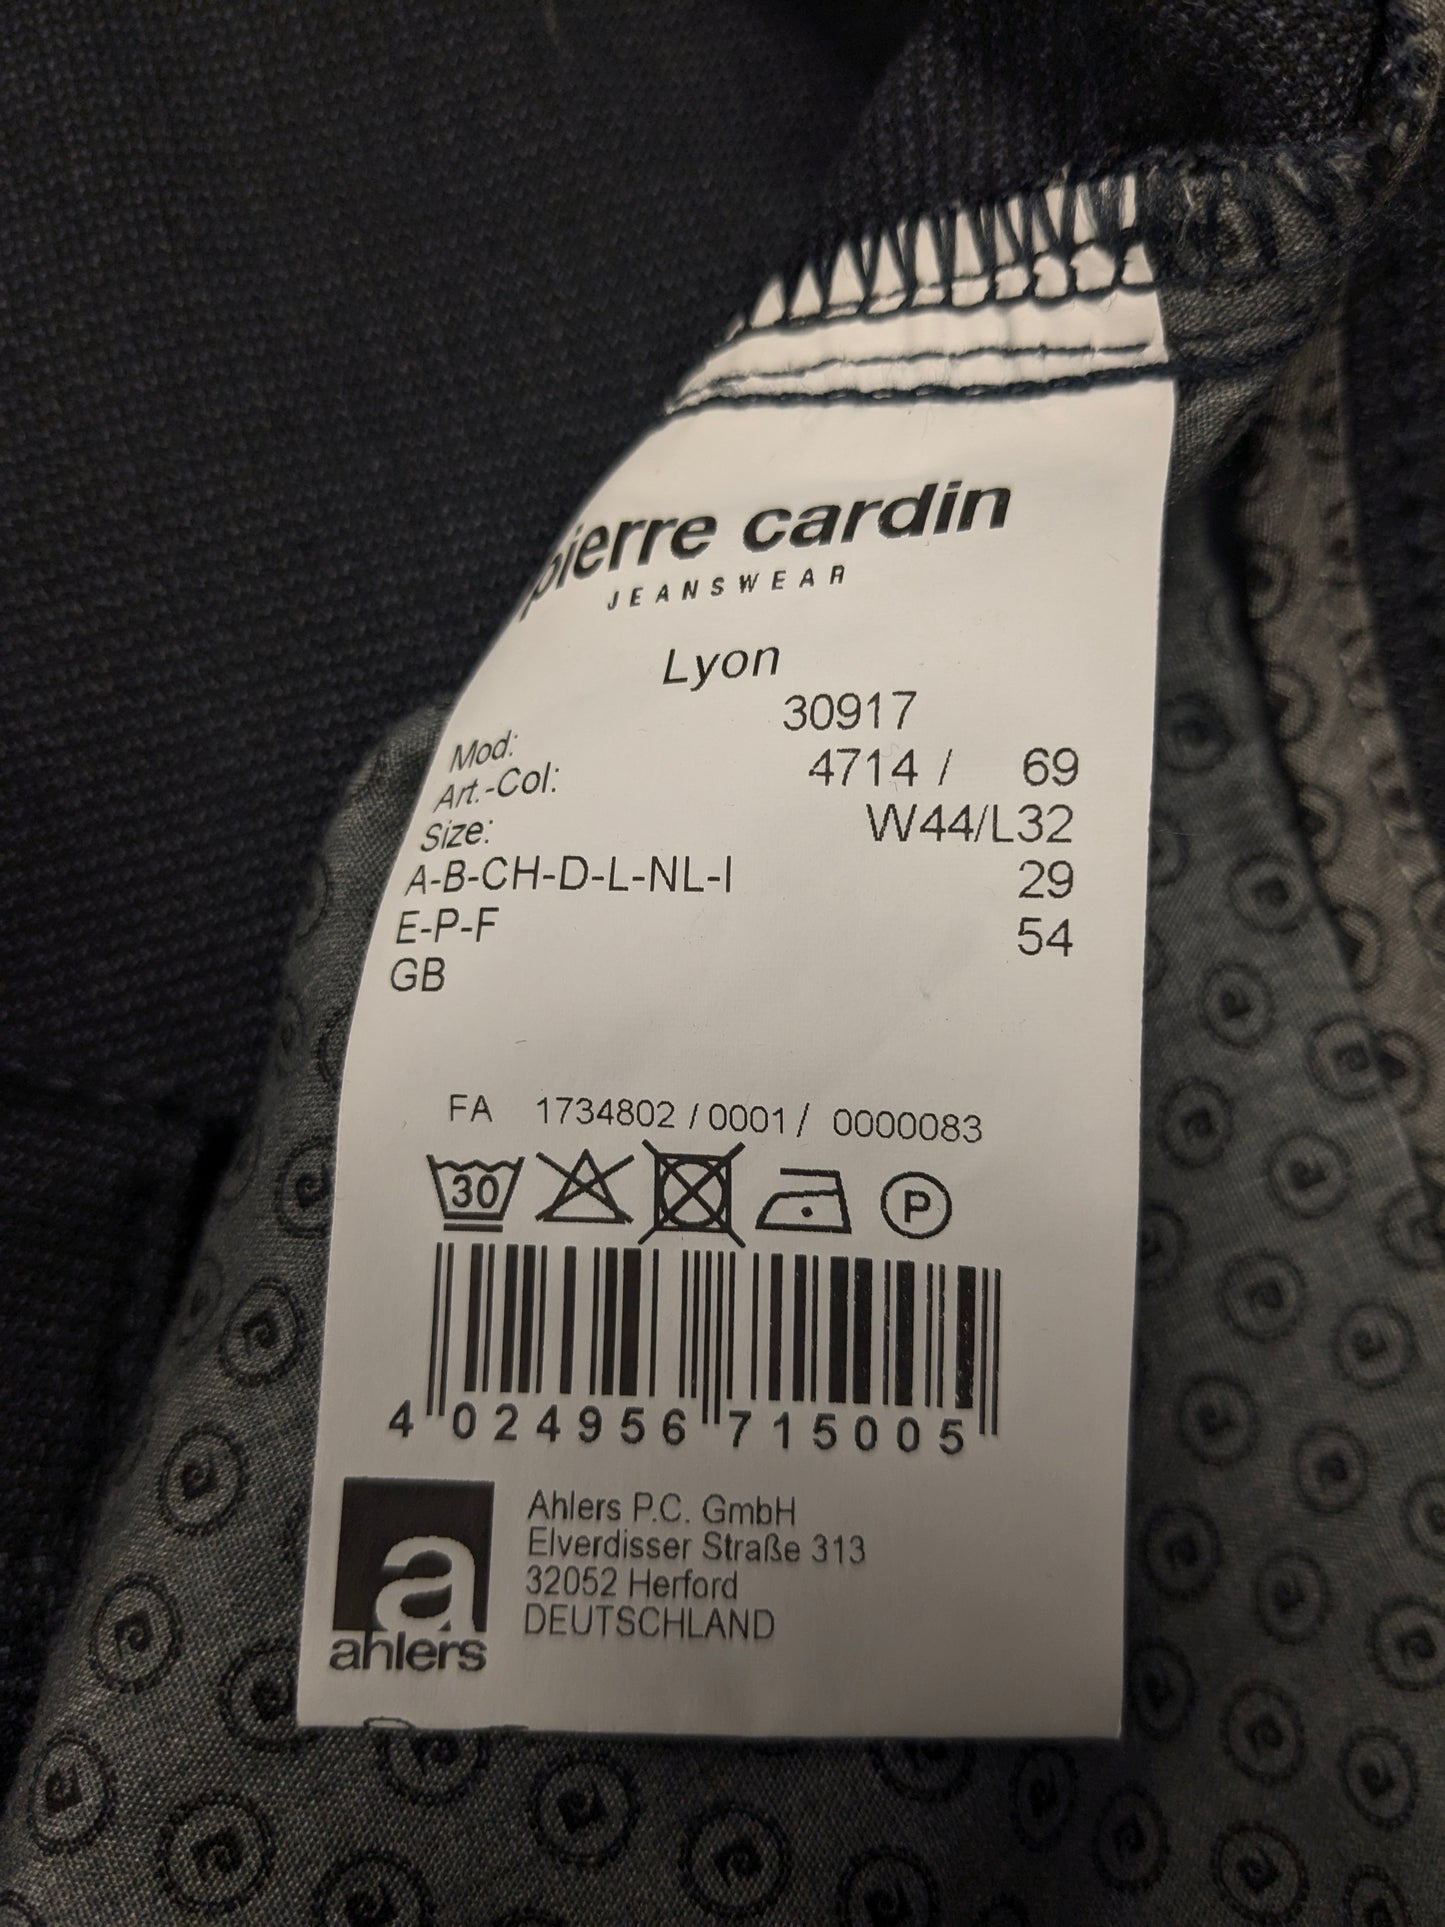 pierre cardin
JEANSWEAR
Lyon
Mod: 30917
Art.-Col: 4714 / 69
Size: W44/L32
A-B-CH-D-L-NL-I 29
E-P-F 54
GB
FA 1734802 / 0001 / 0000083
30 P
4 024956 715005
Ahlers P.C. GmbH
Elverdisser Straße 313
32052 Herford
DEUTSCHLAND
a
ahlers